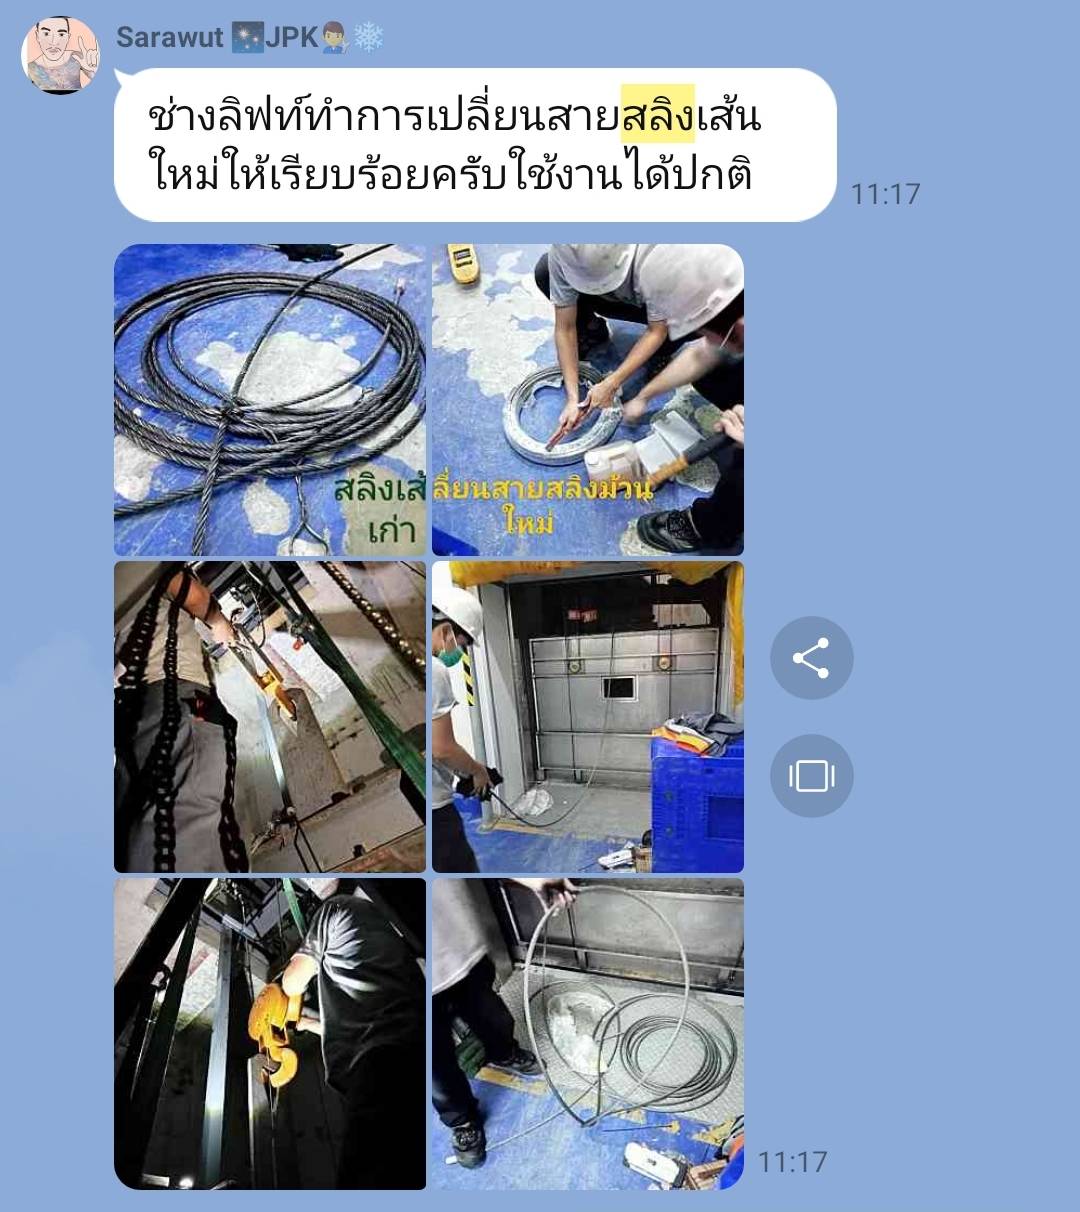 Sarawut 🎇JPK👨‍🔧❄️
ช่างลิฟท์ทำการเปลี่ยนสายสลิงเส้น
ใหม่ให้เรียบร้อยครับใช้งานได้ปกติ
11:17
สลิงเส้
เก่า
ลี่ยนสายสลิงม้วน
ใหม่
11:17